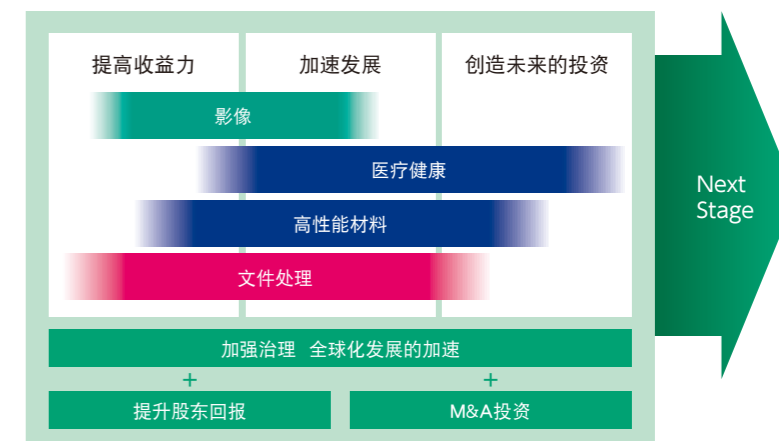 提高收益力
加速发展
创造未来的投资
影像
医疗健康
高性能材料
文件处理
Next
Stage
加强治理 全球化发展的加速
+
+
提升股东回报
M&A投资